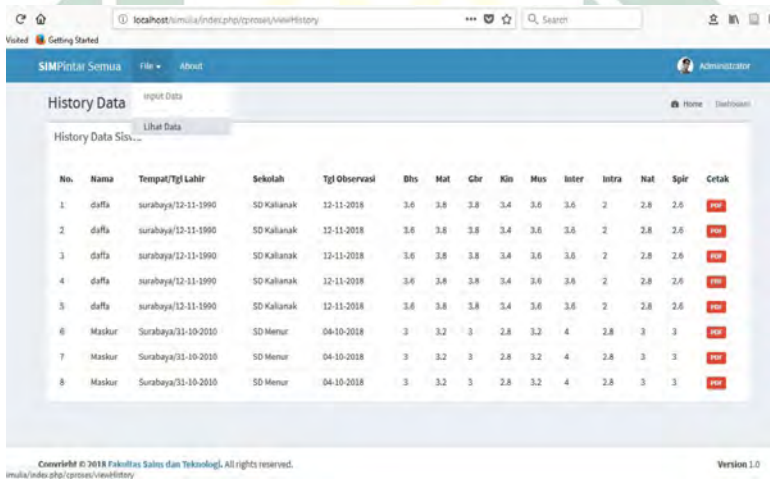 localhost/simulia/index.php/cproses/viewHistory
Search
Visited Getting Started
SIMPintar Semua File About Administrator
Input Data
History Data Home Dashboard
Lihat Data
History Data Sis
No. Nama Tempat/Tgl Lahir Sekolah Tgl Observasi Bhs Mat Gbr Kin Mus Inter Intra Nat Spir Cetak
1 daffa surabaya/12-11-1990 SD Kalianak 12-11-2018 3.6 3.8 3.8 3.4 3.6 3.6 2 2.8 2.6 PDF
2 daffa surabaya/12-11-1990 SD Kalianak 12-11-2018 3.6 3.8 3.8 3.4 3.6 3.6 2 2.8 2.6 PDF
3 daffa surabaya/12-11-1990 SD Kalianak 12-11-2018 3.6 3.8 3.8 3.4 3.6 3.6 2 2.8 2.6 PDF
4 daffa surabaya/12-11-1990 SD Kalianak 12-11-2018 3.6 3.8 3.8 3.4 3.6 3.6 2 2.8 2.6 PDF
5 daffa surabaya/12-11-1990 SD Kalianak 12-11-2018 3.6 3.8 3.8 3.4 3.6 3.6 2 2.8 2.6 PDF
6 Maskur Surabaya/31-10-2010 SD Menur 04-10-2018 3 3.2 3 2.8 3.2 4 2.8 3 3 PDF
7 Maskur Surabaya/31-10-2010 SD Menur 04-10-2018 3 3.2 3 2.8 3.2 4 2.8 3 3 PDF
8 Maskur Surabaya/31-10-2010 SD Menur 04-10-2018 3 3.2 3 2.8 3.2 4 2.8 3 3 PDF
Copyright © 2018 Fakultas Sains dan Teknologi. All rights reserved. Version 1.0
imulia/index.php/cproses/viewHistory